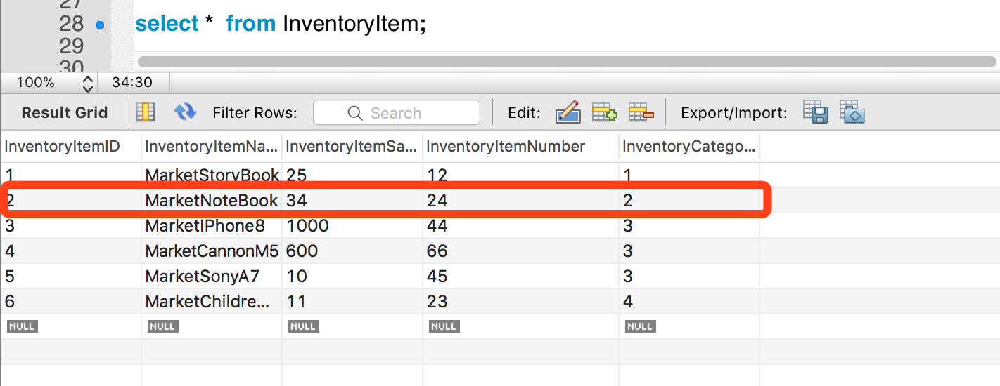 27
28 select * from InventoryItem;
29
30
100% 34:30
Result Grid Filter Rows: Search Edit: Export/Import:
InventoryItemID InventoryItemNa... InventoryItemSa... InventoryItemNumber InventoryCatego...
1 MarketStoryBook 25 12 1
2 MarketNoteBook 34 24 2
3 MarketIPhone8 1000 44 3
4 MarketCannonM5 600 66 3
5 MarketSonyA7 10 45 3
6 MarketChildre... 11 23 4
NULL NULL NULL NULL NULL